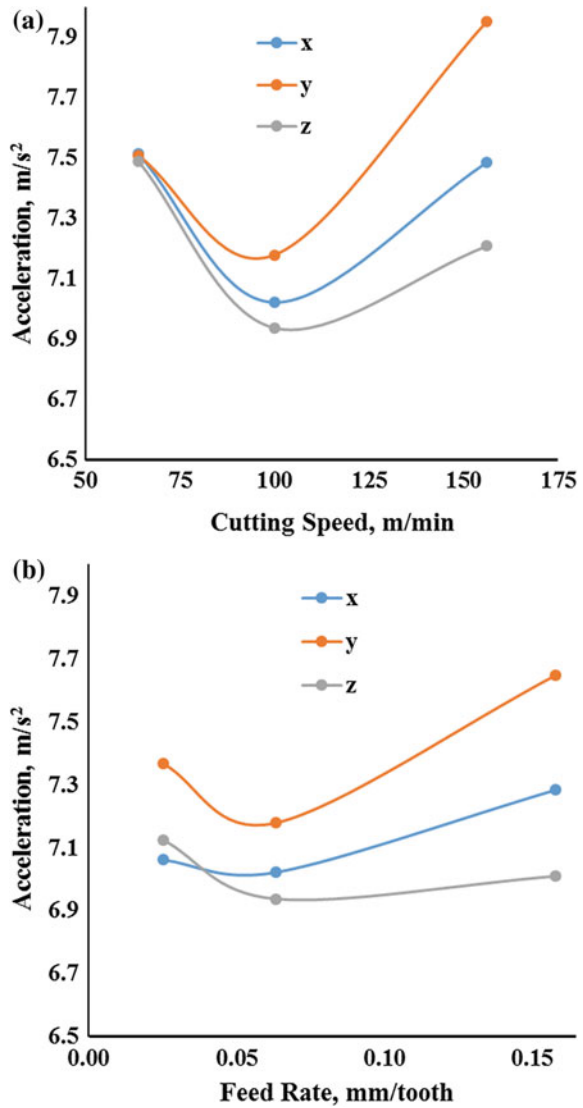 (a)
7.9
7.7
7.5
7.3
7.1
6.9
6.7
6.5
Acceleration, m/s²
x
y
z
50 75 100 125 150 175
Cutting Speed, m/min
(b)
7.9
7.7
7.5
7.3
7.1
6.9
6.7
6.5
Acceleration, m/s²
x
y
z
0.00 0.05 0.10 0.15
Feed Rate, mm/tooth